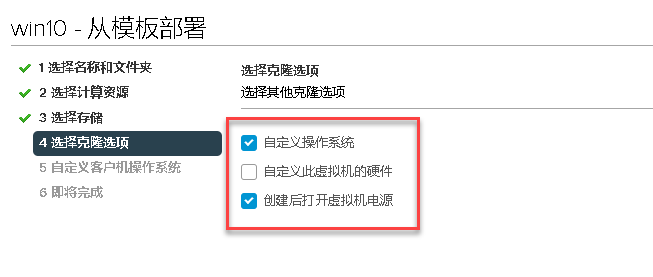 win10 - 从模板部署
1 选择名称和文件夹
2 选择计算资源
3 选择存储
4 选择克隆选项
5 自定义客户机操作系统
6 即将完成
选择克隆选项
选择其他克隆选项
自定义操作系统
自定义此虚拟机的硬件
创建后打开虚拟机电源